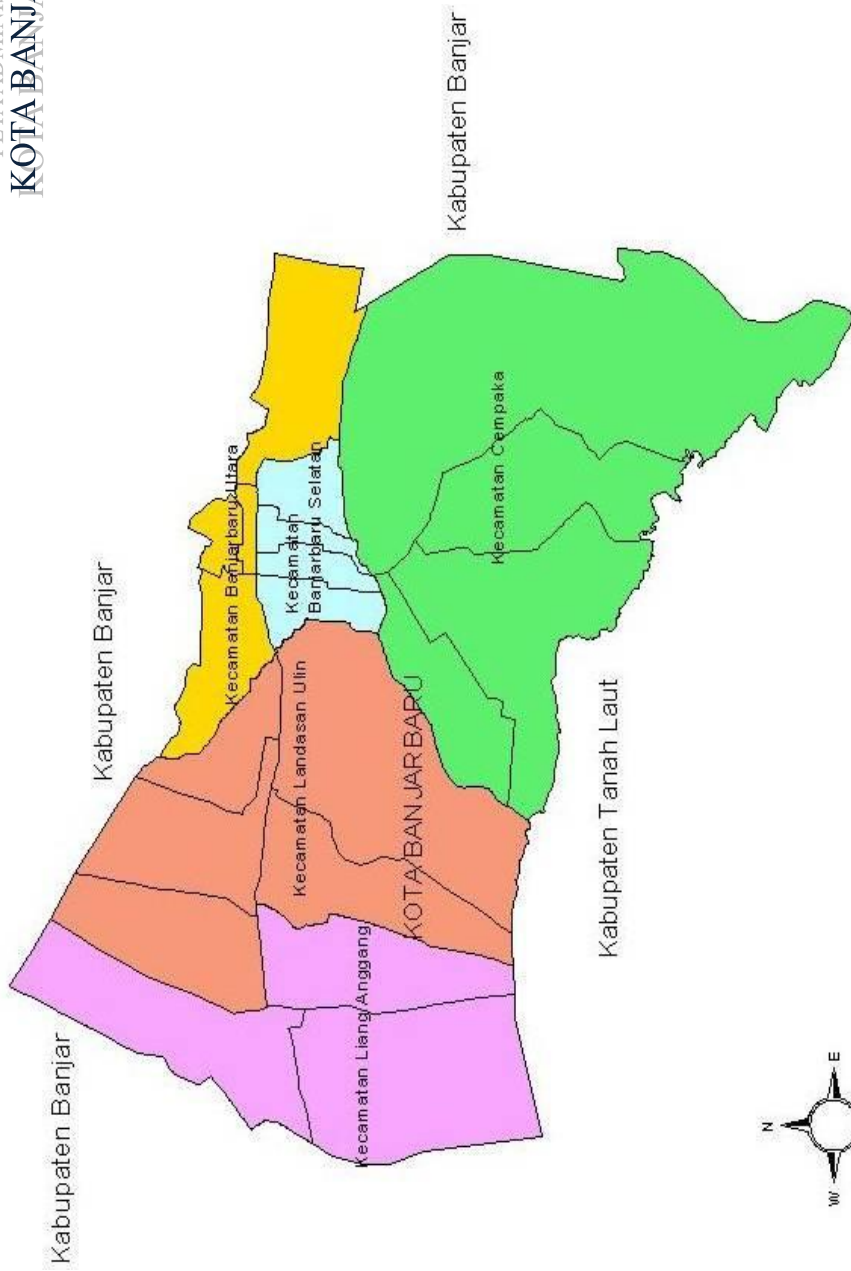 KOTA BANJ
Kabupaten Banjar
Kabupaten Banjar
Kabupaten Banjar
Kecamatan Banjarbaru Utara
Kecamatan
Banjarbaru Selatan
Kecamatan Landasan Ulin
KOTA BANJARBARU
Kecamatan Liang Anggang
Kecamatan Cempaka
Kabupaten Tanah Laut
N
W
E